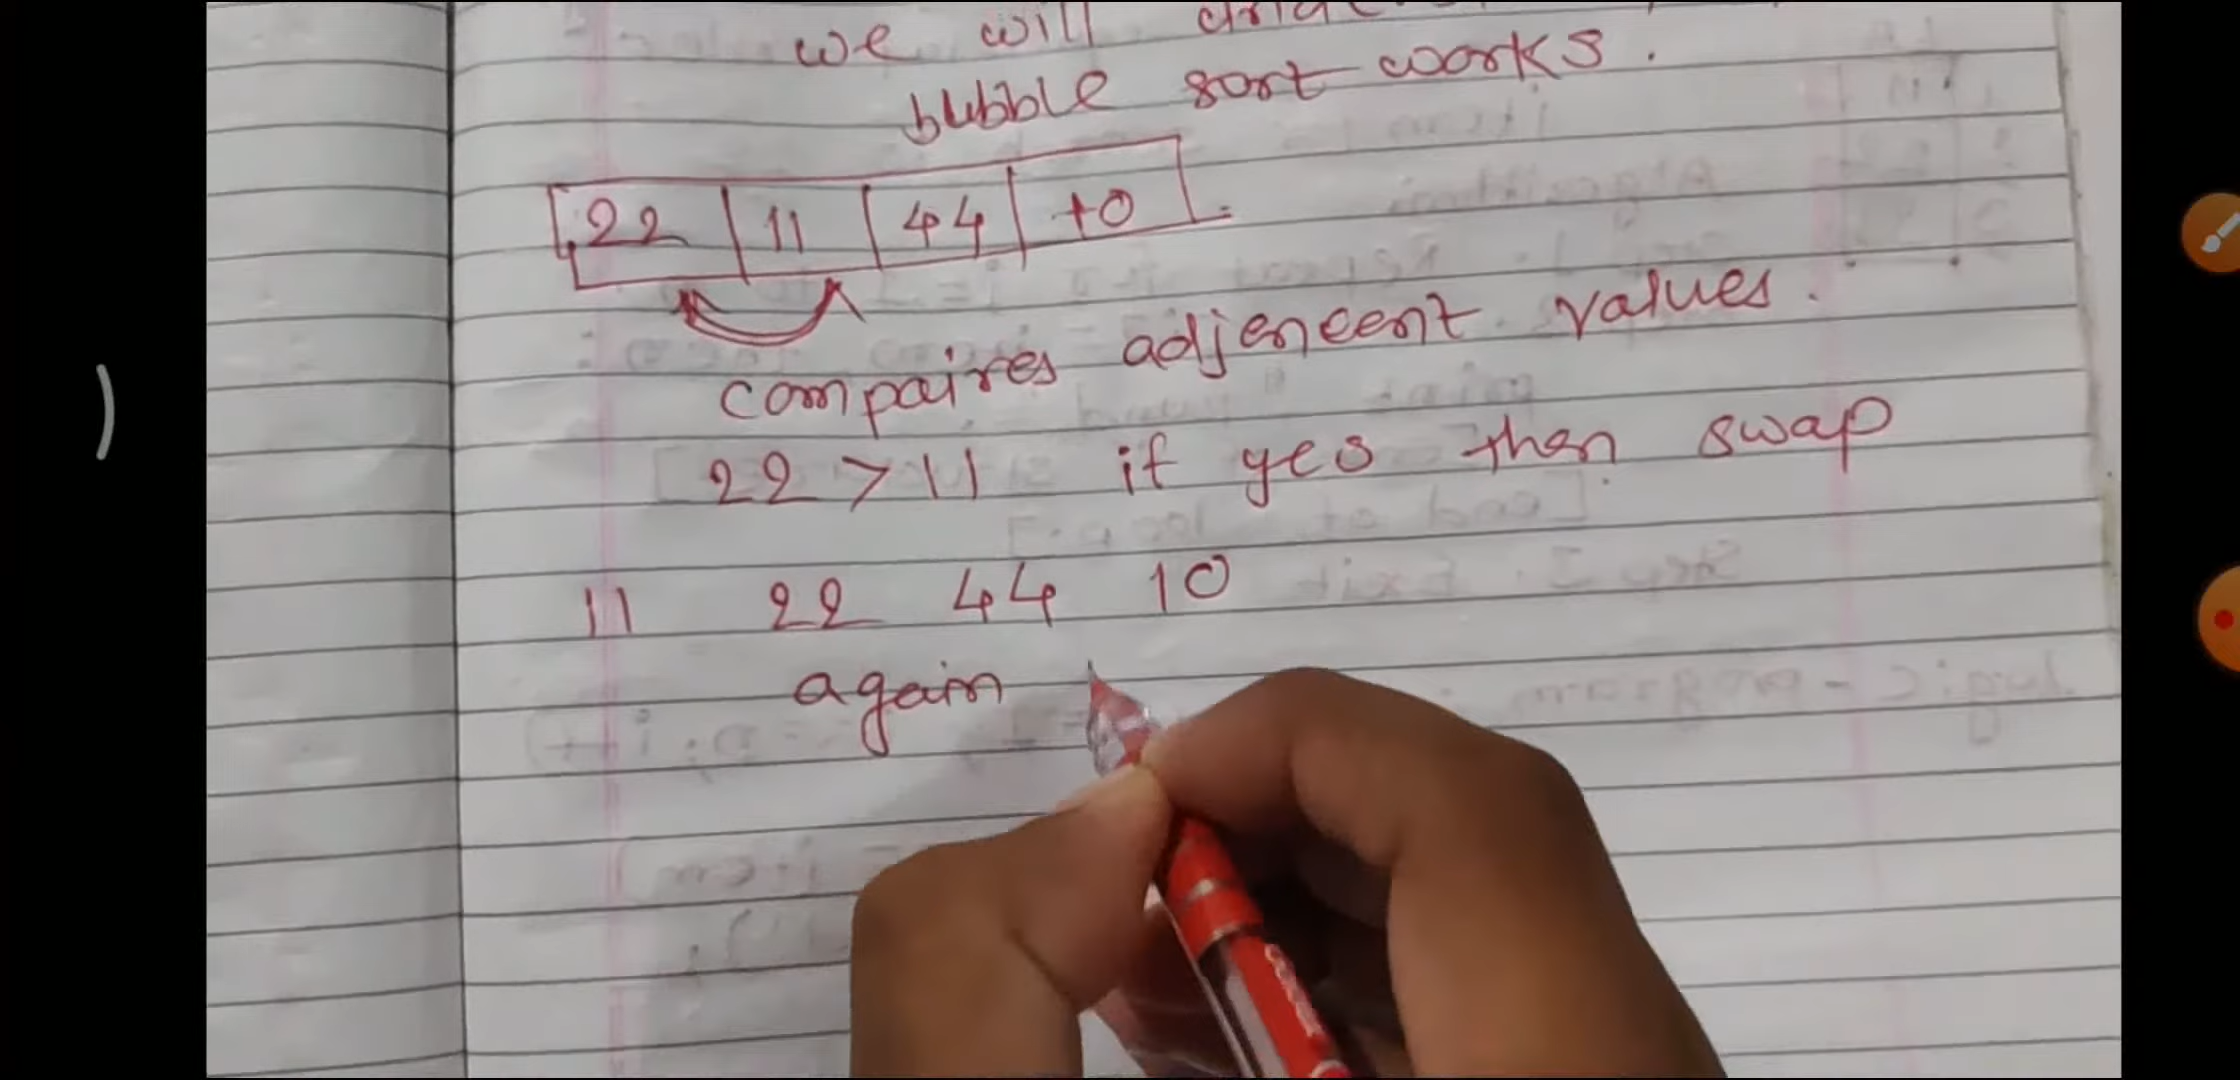 we will
bubble sort works.
22 11 44 10
compaires adjencent values.
22 > 11 if yes then swap
11 22 44 10
again